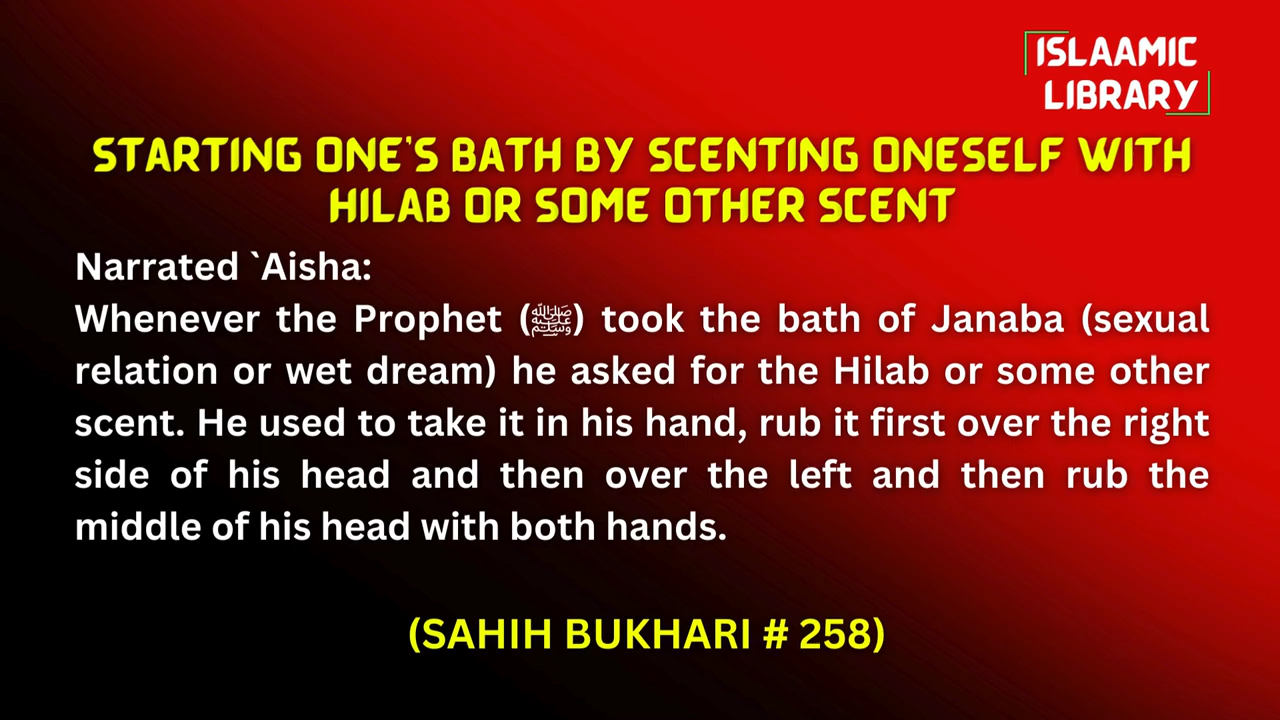 ISLAAMIC
LIBRARY
STARTING ONE'S BATH BY SCENTING ONESELF WITH
HILAB OR SOME OTHER SCENT
Narrated `Aisha:
Whenever the Prophet (ﷺ) took the bath of Janaba (sexual
relation or wet dream) he asked for the Hilab or some other
scent. He used to take it in his hand, rub it first over the right
side of his head and then over the left and then rub the
middle of his head with both hands.
(SAHIH BUKHARI # 258)